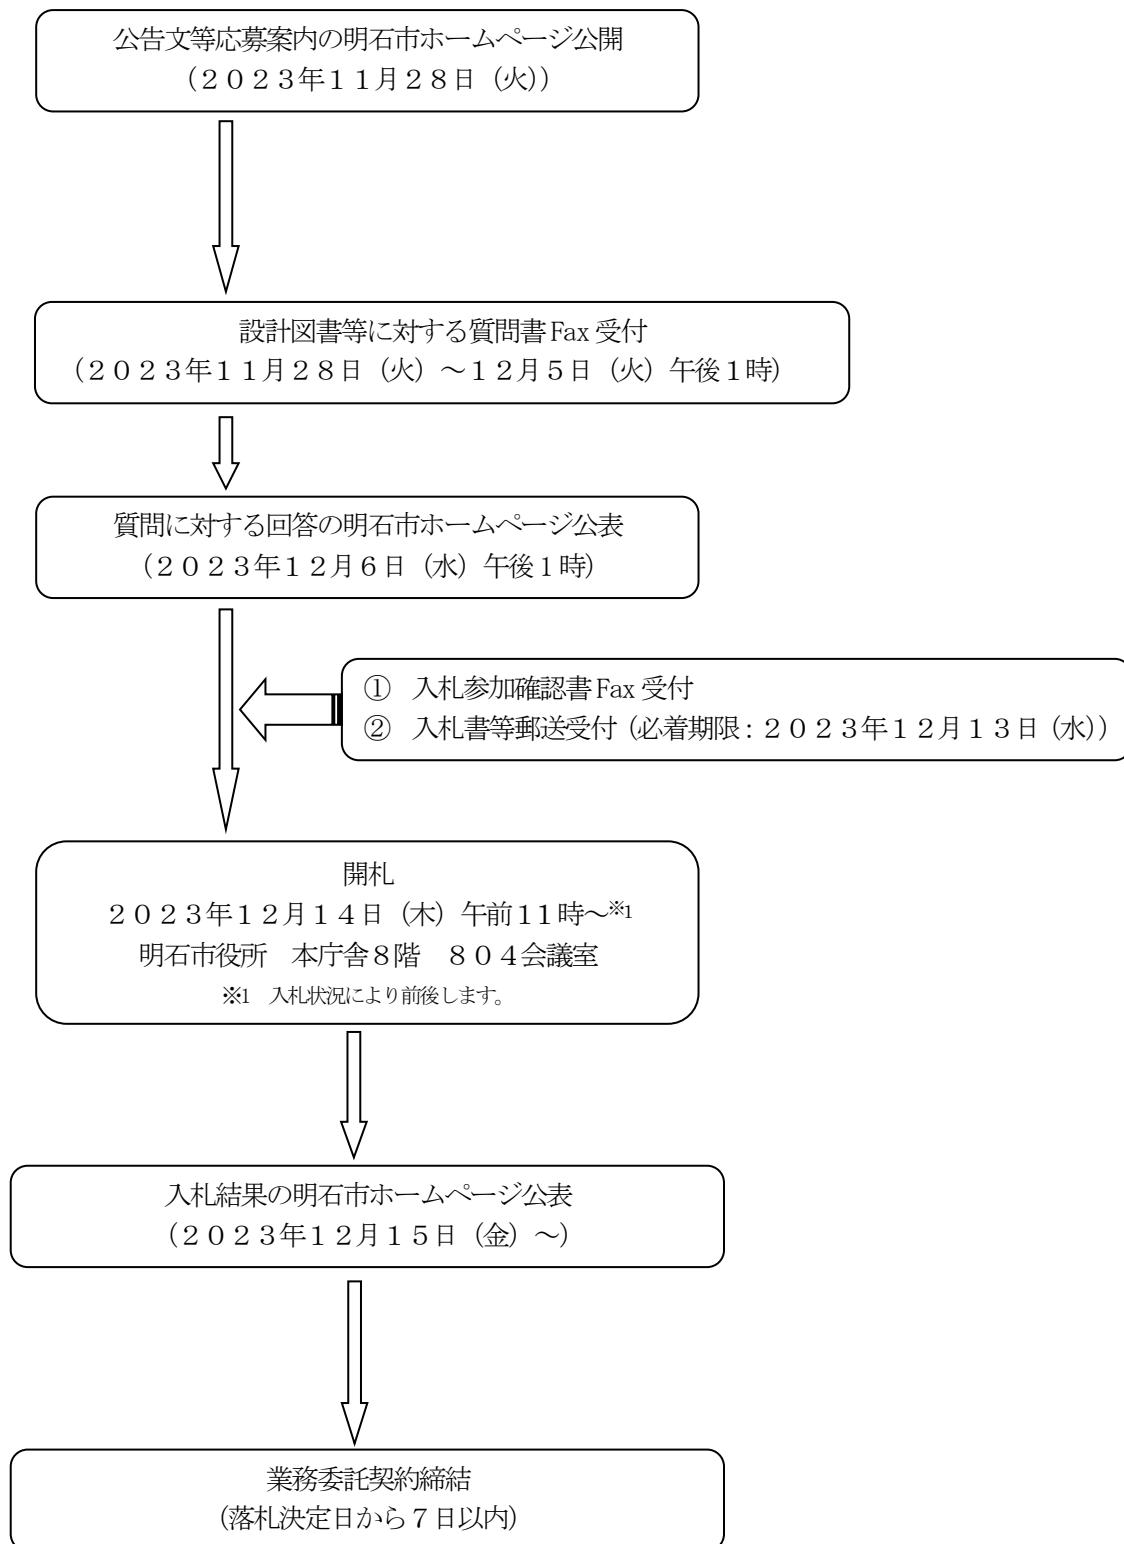 公告文等応募案内の明石市ホームページ公開
（２０２３年１１月２８日（火））
設計図書等に対する質問書Fax 受付
（２０２３年１１月２８日（火）～１２月５日（火）午後１時）
質問に対する回答の明石市ホームページ公表
（２０２３年１２月６日（水）午後１時）
①　入札参加確認書Fax 受付
②　入札書等郵送受付（必着期限：２０２３年１２月１３日（水））
開札
２０２３年１２月１４日（木）午前１１時～※1
明石市役所　本庁舎８階　８０４会議室
※1　入札状況により前後します。
入札結果の明石市ホームページ公表
（２０２３年１２月１５日（金）～）
業務委託契約締結
（落札決定日から７日以内）